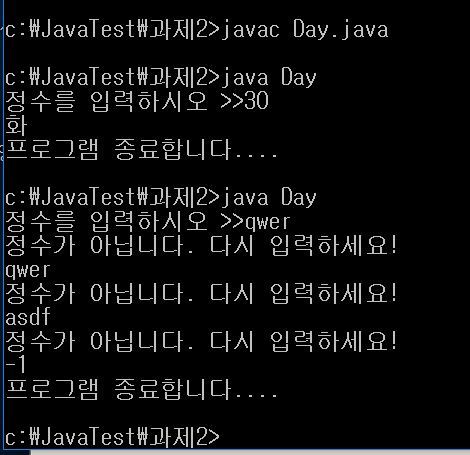 c:₩JavaTest₩과제2>javac Day.java
c:₩JavaTest₩과제2>java Day
정수를 입력하시오 >>30
화
프로그램 종료합니다....
c:₩JavaTest₩과제2>java Day
정수를 입력하시오 >>qwer
정수가 아닙니다. 다시 입력하세요!
qwer
정수가 아닙니다. 다시 입력하세요!
asdf
정수가 아닙니다. 다시 입력하세요!
-1
프로그램 종료합니다....
c:₩JavaTest₩과제2>